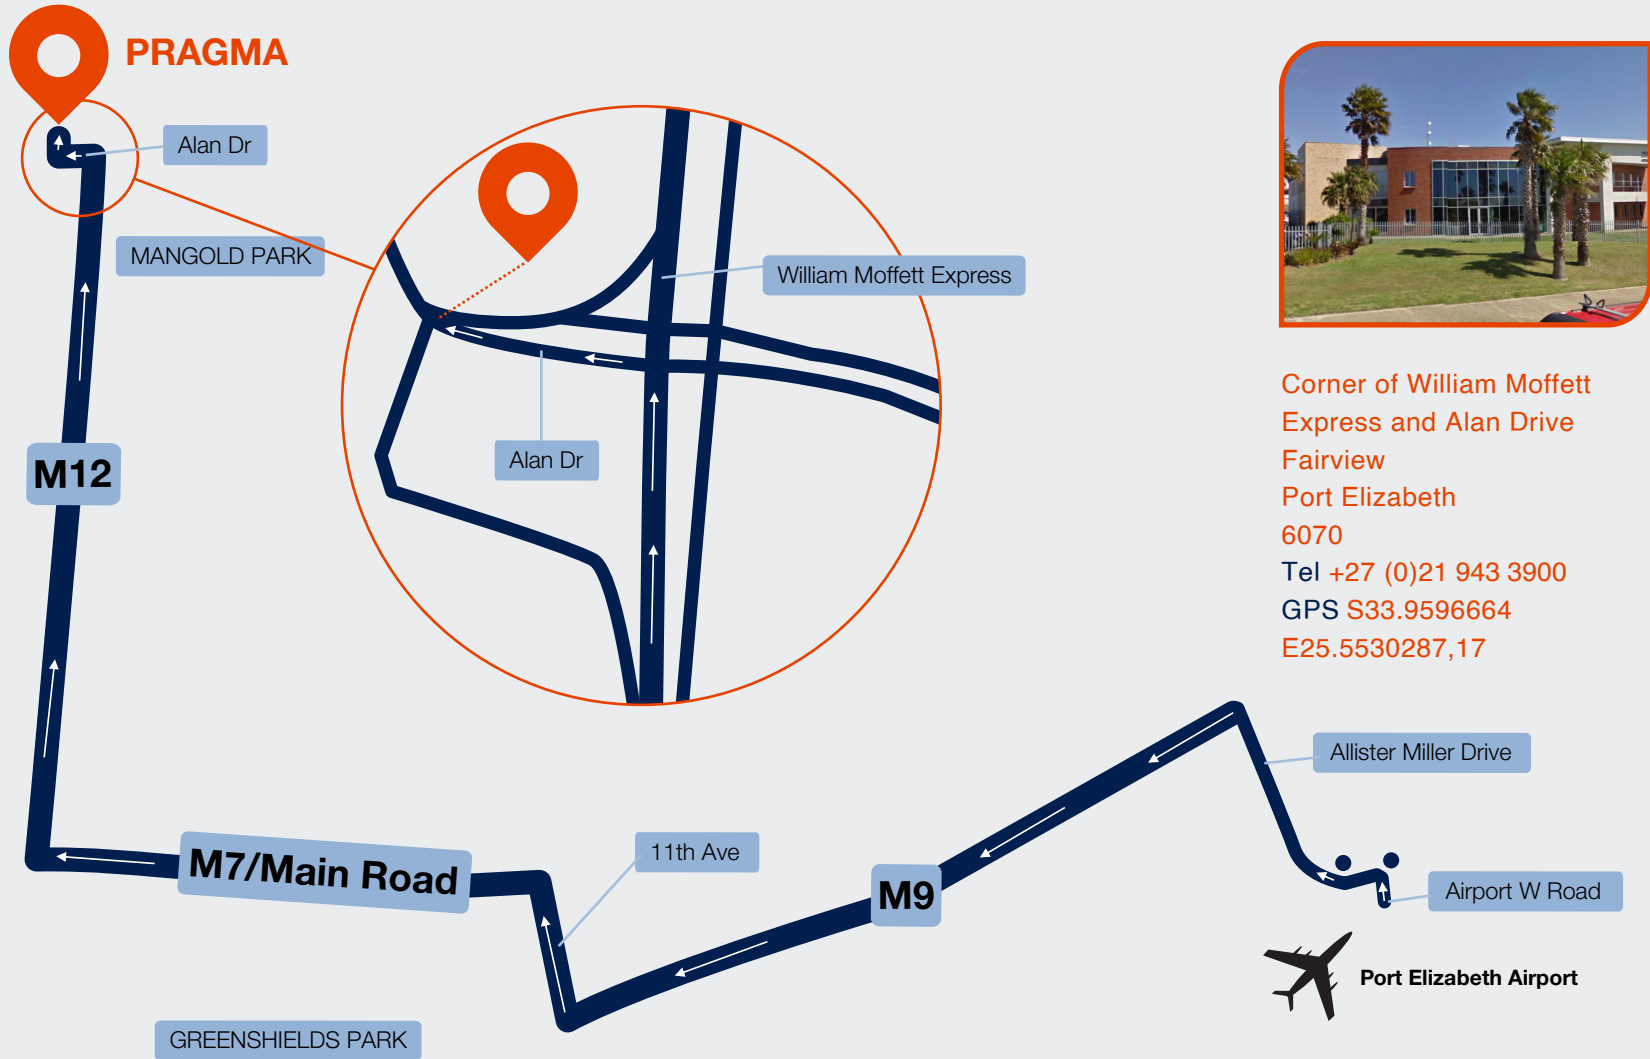 PRAGMA
Alan Dr
MANGOLD PARK
William Moffett Express
Alan Dr
M12
M7/Main Road
11th Ave
M9
GREENSHIELDS PARK
Allister Miller Drive
Airport W Road
Port Elizabeth Airport
Corner of William Moffett
Express and Alan Drive
Fairview
Port Elizabeth
6070
Tel +27 (0)21 943 3900
GPS S33.9596664
E25.5530287,17